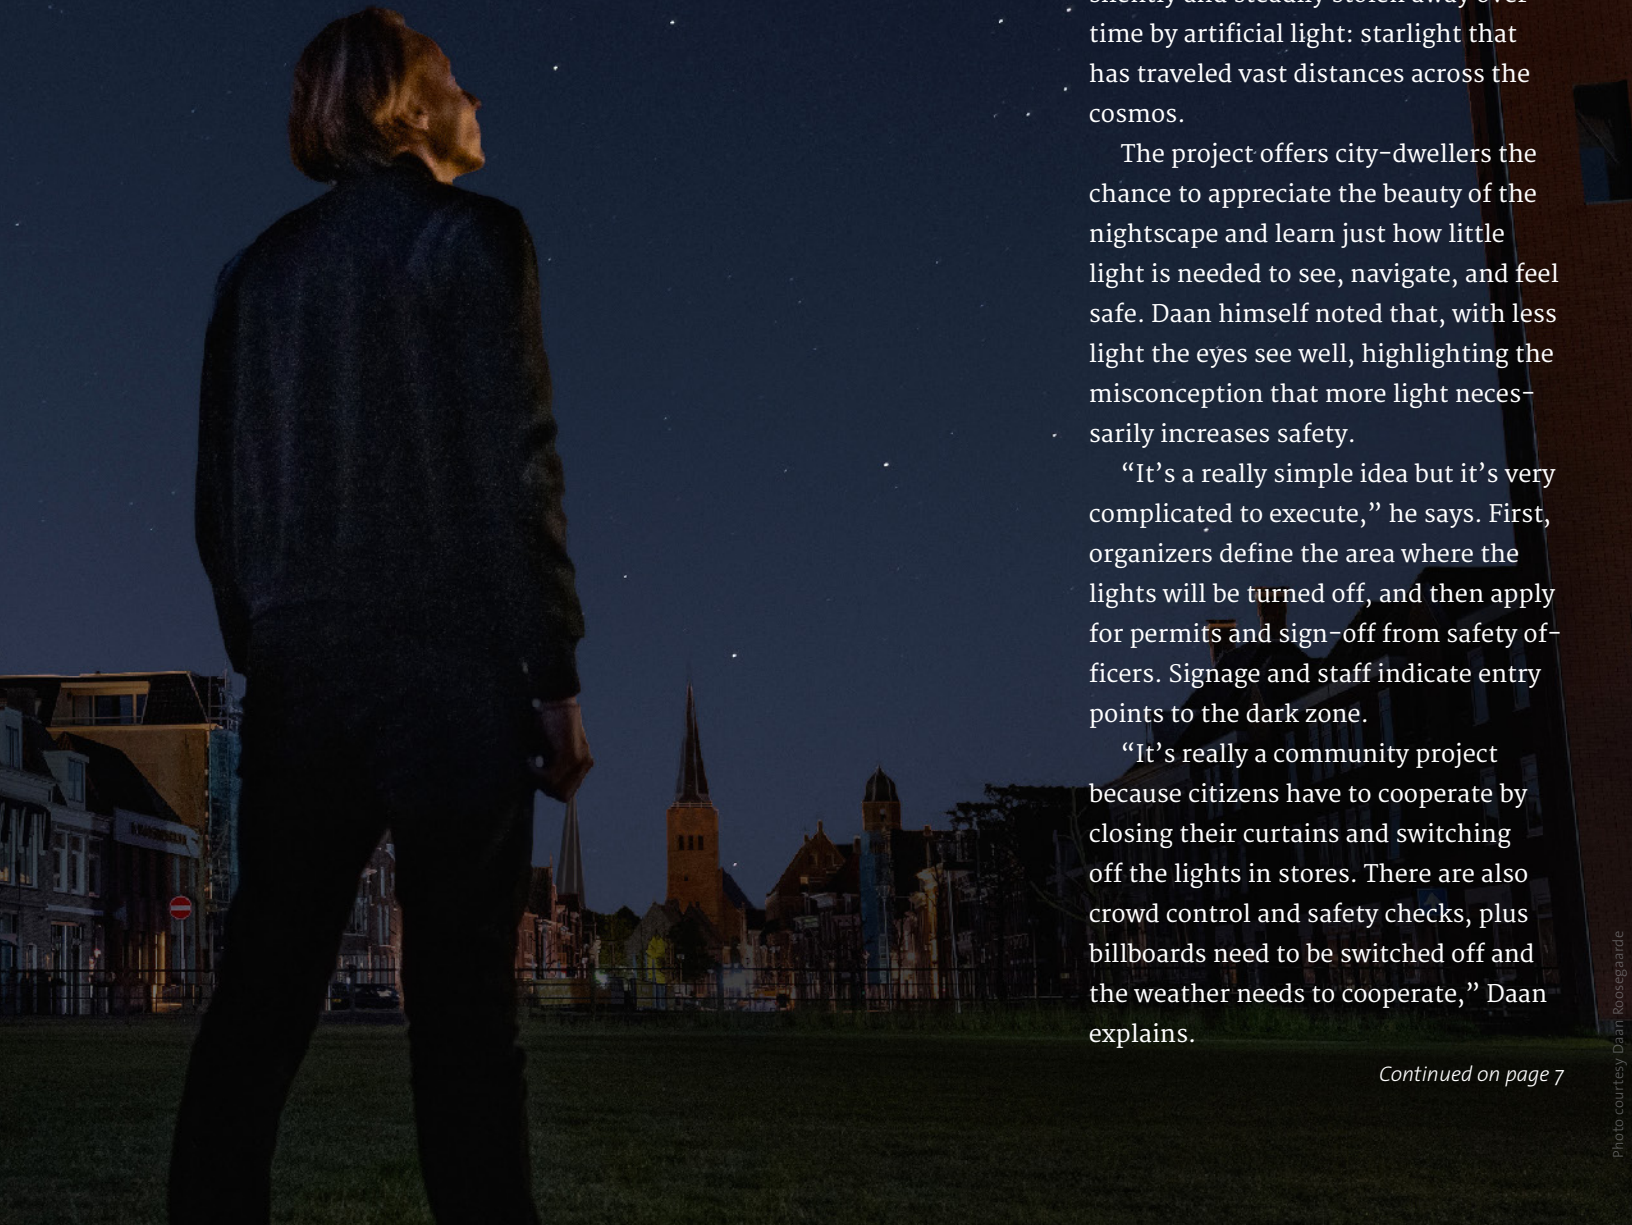 time by artificial light: starlight that
has traveled vast distances across the
cosmos.
The project offers city-dwellers the
chance to appreciate the beauty of the
nightscape and learn just how little
light is needed to see, navigate, and feel
safe. Daan himself noted that, with less
light the eyes see well, highlighting the
misconception that more light neces-
sarily increases safety.
“It’s a really simple idea but it’s very
complicated to execute,” he says. First,
organizers define the area where the
lights will be turned off, and then apply
for permits and sign-off from safety of-
ficers. Signage and staff indicate entry
points to the dark zone.
“It’s really a community project
because citizens have to cooperate by
closing their curtains and switching
off the lights in stores. There are also
crowd control and safety checks, plus
billboards need to be switched off and
the weather needs to cooperate,” Daan
explains.
Continued on page 7
Photo courtesy Daan Roosegaarde